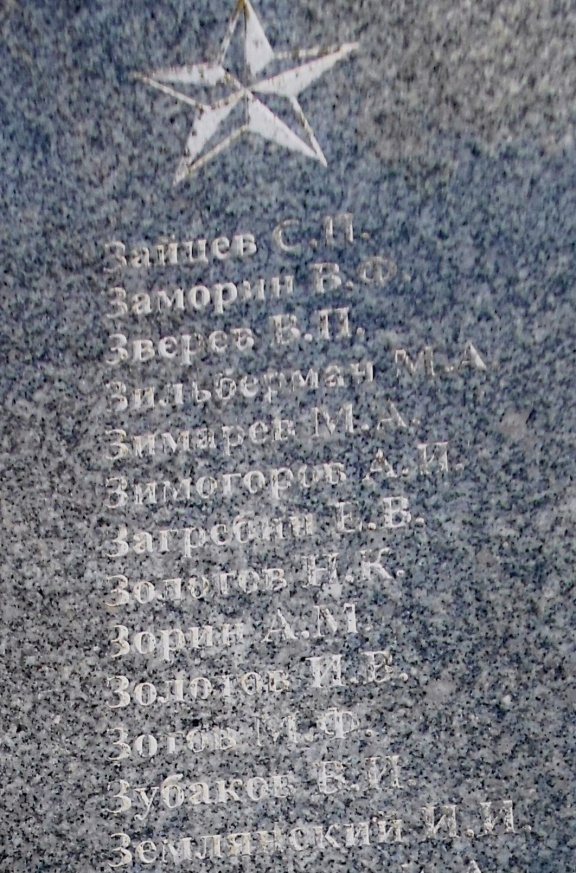 Зайцев С.П.
Заморин В.Ф.
Зверев В.П.
Зильберман М.А.
Зимарев М.А.
Зимогоров А.И.
Загребин Е.В.
Золотов Н.К.
Зорин А.М.
Золотов И.Е.
Зотов М.Ф.
Зубаков В.И.
Землянский И.И.